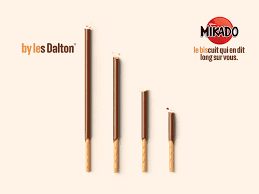 by les Dalton®
MIKADO
le biscuit qui en dit
long sur vous.